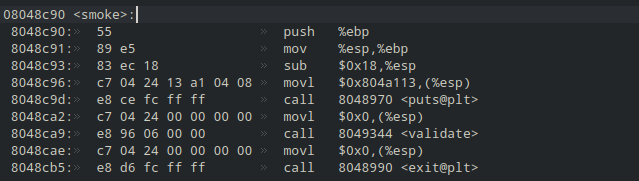 08048c90 <smoke>:
8048c90:» 55 » push %ebp
8048c91:» 89 e5 » mov %esp,%ebp
8048c93:» 83 ec 18 » sub $0x18,%esp
8048c96:» c7 04 24 13 a1 04 08 » movl $0x804a113,(%esp)
8048c9d:» e8 ce fc ff ff » call 8048970 <puts@plt>
8048ca2:» c7 04 24 00 00 00 00 » movl $0x0,(%esp)
8048ca9:» e8 96 06 00 00 » call 8049344 <validate>
8048cae:» c7 04 24 00 00 00 00 » movl $0x0,(%esp)
8048cb5:» e8 d6 fc ff ff » call 8048990 <exit@plt>